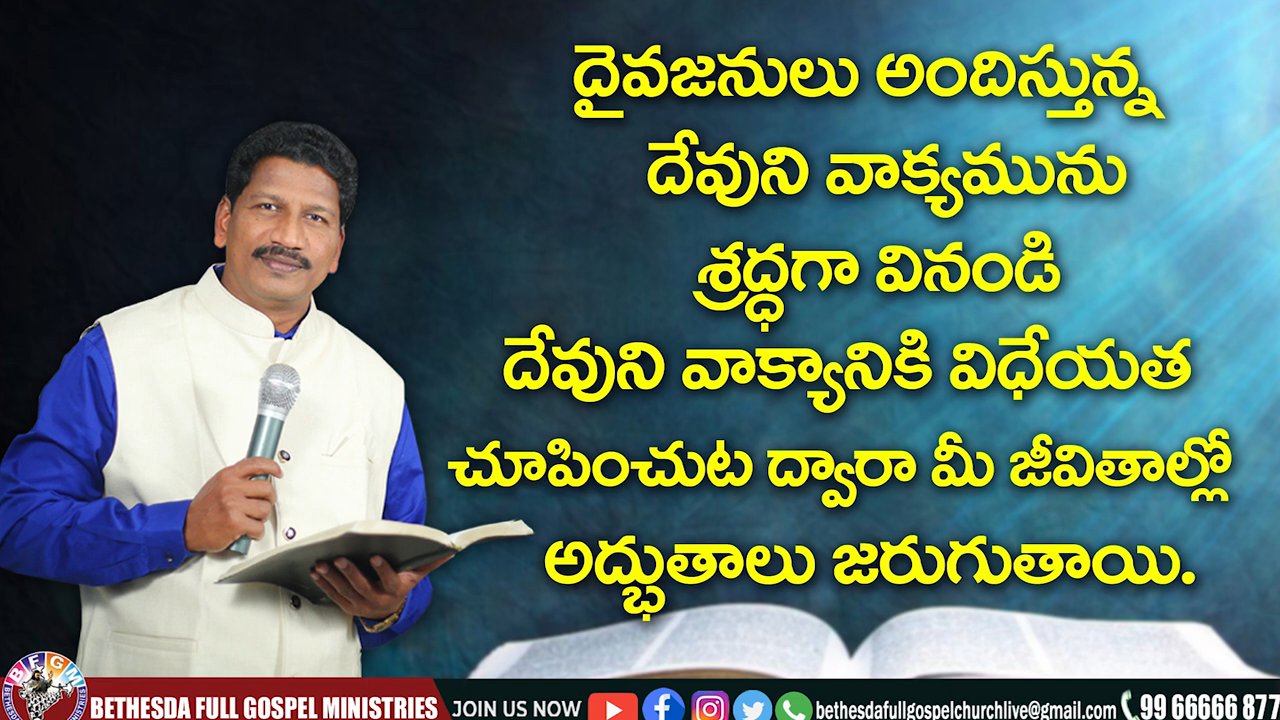 దైవజనులు అందిస్తున్న
దేవుని వాక్యమును
శ్రద్ధగా వినండి
దేవుని వాక్యానికి విధేయత
చూపించుట ద్వారా మీ జీవితాల్లో
అద్భుతాలు జరుగుతాయి.
BFGM
BETHESDA FULL GOSPEL MINISTRIES JOIN US NOW bethesdafullgospelchurchlive@gmail.com 99 66666 877